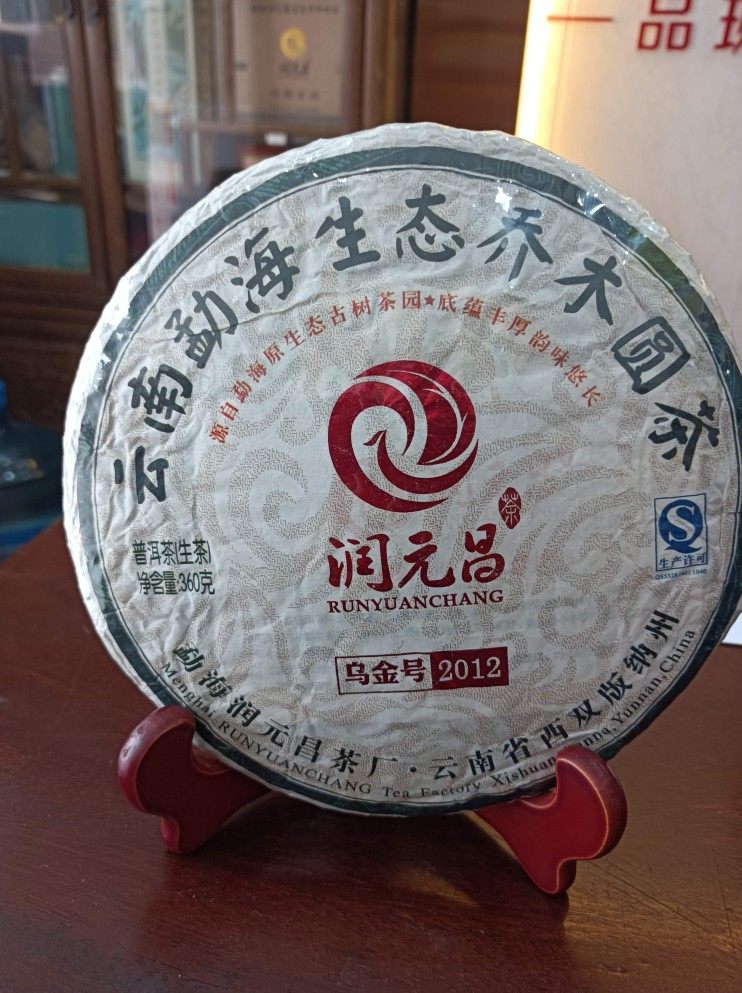 品
云南勐海生态乔木圆茶
源自勐海原生态古树茶园★底蕴丰厚韵味悠长
茶
润元昌
RUNYUANCHANG
生产许可
普洱茶(生茶)
净含量:360克
乌金号 2012
勐海润元昌茶厂·云南省西双版纳州
Menghai RUNYUANCHANG Tea Factory Yunnan,China